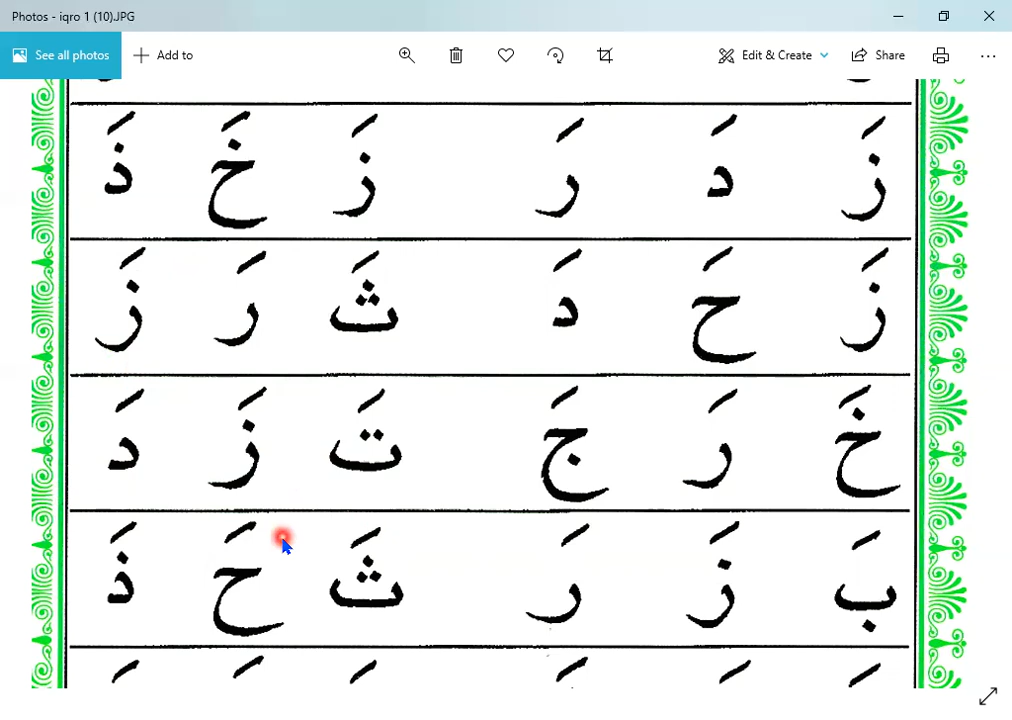 Photos - iqro 1 (10).JPG
See all photos Add to Edit & Create Share
زَ دَ رَ زَ خَ ذَ
زَ حَ دَ ثَ رَ زَ
خَ رَ جَ تَ زَ دَ
بَ زَ رَ ثَ حَ ذَ